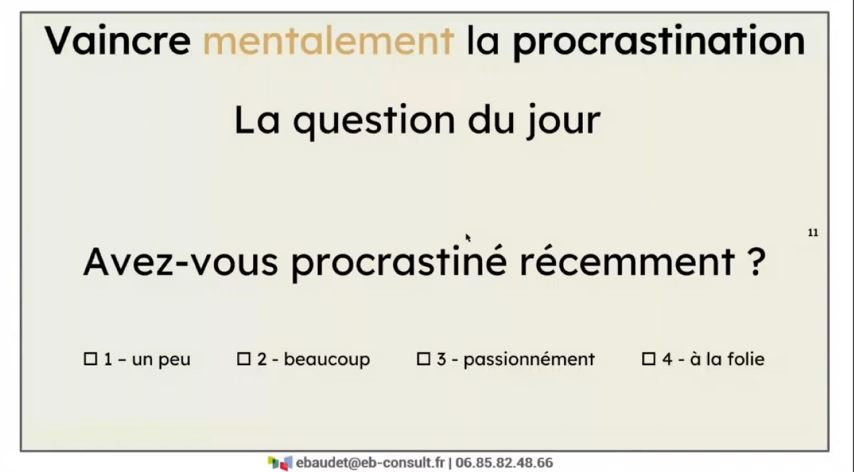 Vaincre mentalement la procrastination
La question du jour
11
Avez-vous procrastiné récemment ?
☐ 1 – un peu ☐ 2 - beaucoup ☐ 3 - passionnément ☐ 4 - à la folie
ebaudet@eb-consult.fr | 06.85.82.48.66